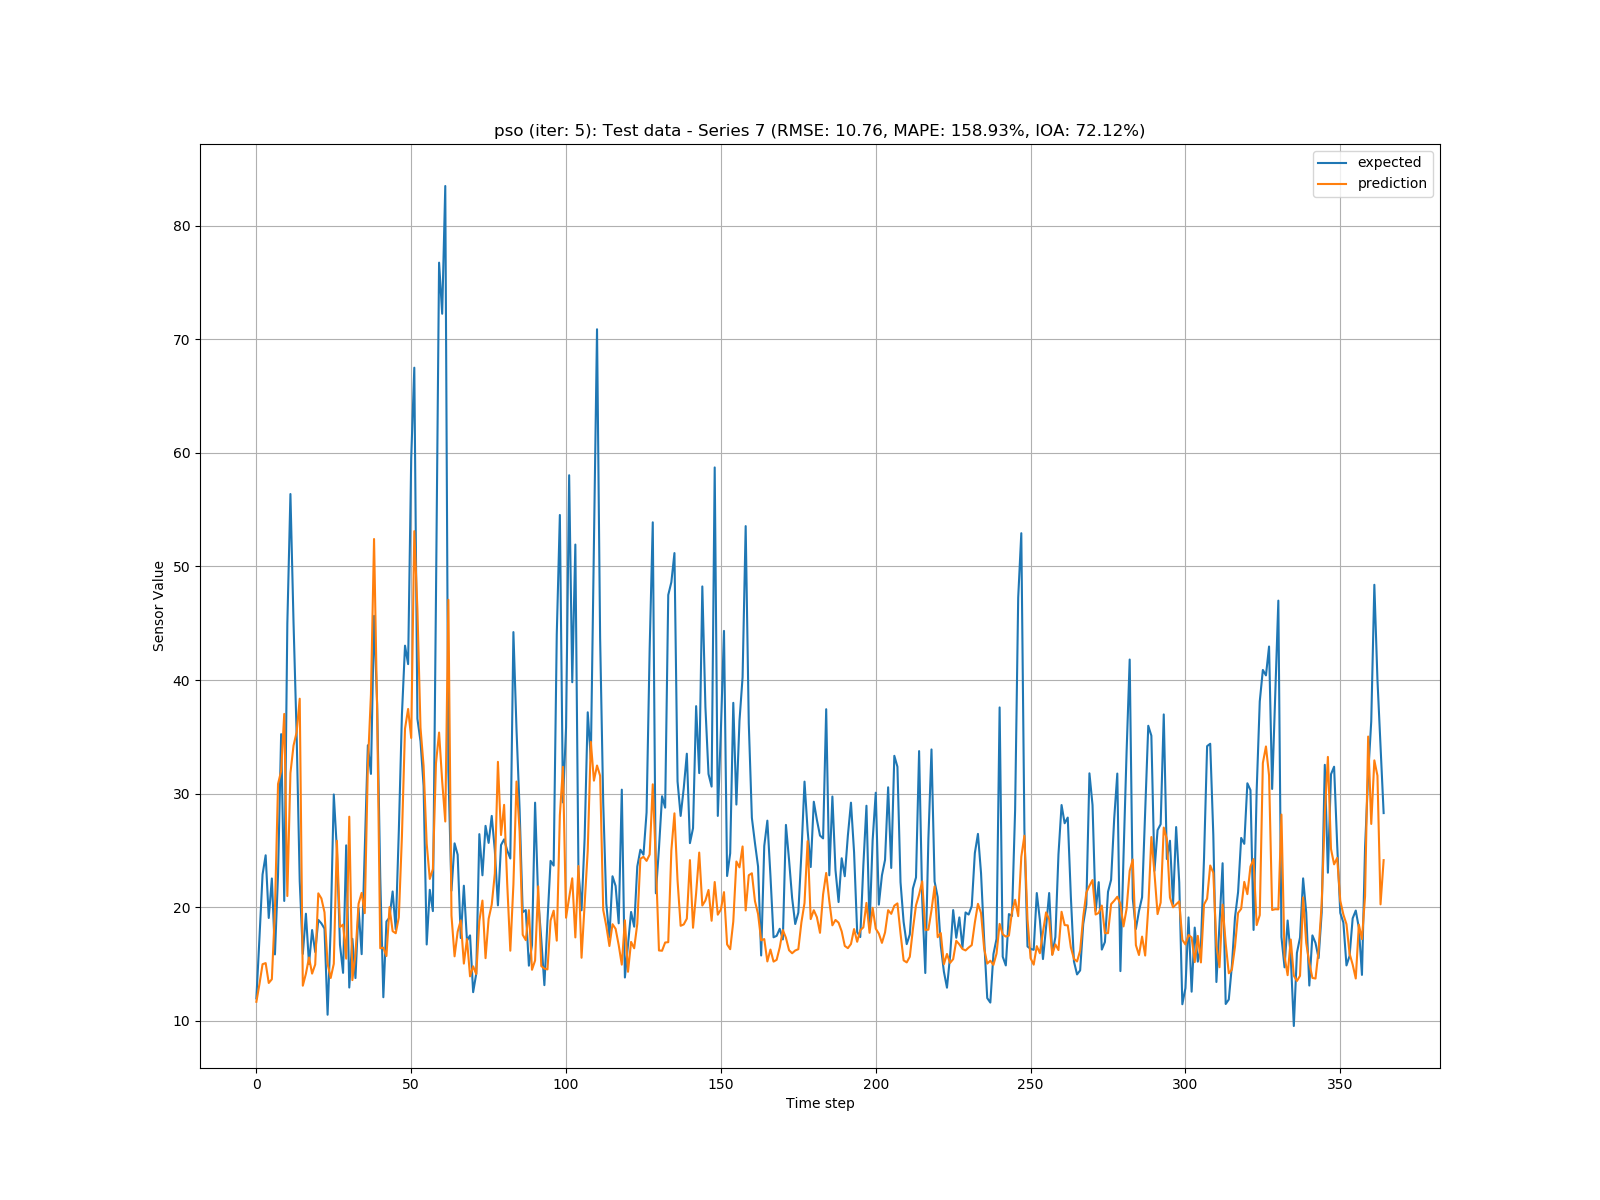 pso (iter: 5): Test data - Series 7 (RMSE: 10.76, MAPE: 158.93%, IOA: 72.12%)
expected
prediction
80
70
60
50
40
30
20
10
Sensor Value
0 50 100 150 200 250 300 350
Time step